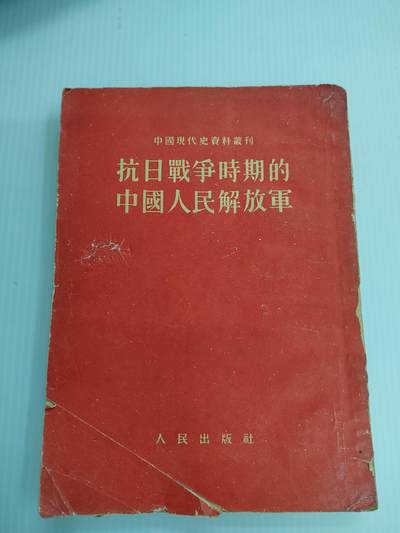 中國現代史資料叢刊
抗日戰爭時期的
中國人民解放軍
人民出版社